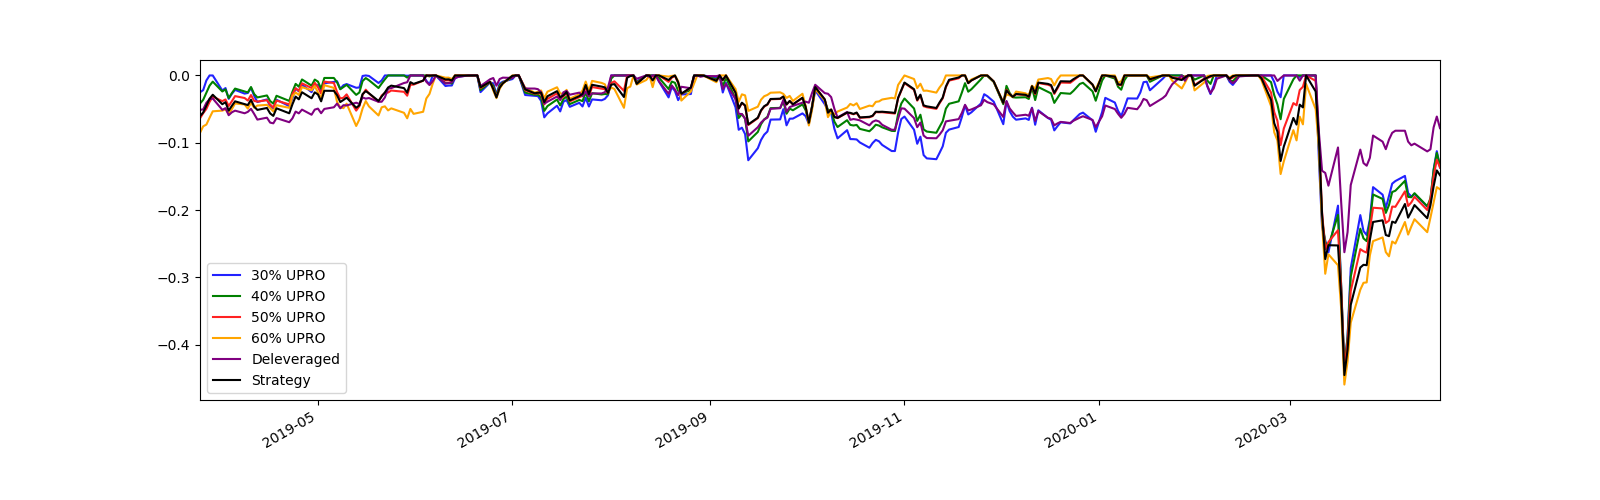 0.0
−0.1
−0.2
−0.3
−0.4
30% UPRO
40% UPRO
50% UPRO
60% UPRO
Deleveraged
Strategy
2019-05
2019-07
2019-09
2019-11
2020-01
2020-03